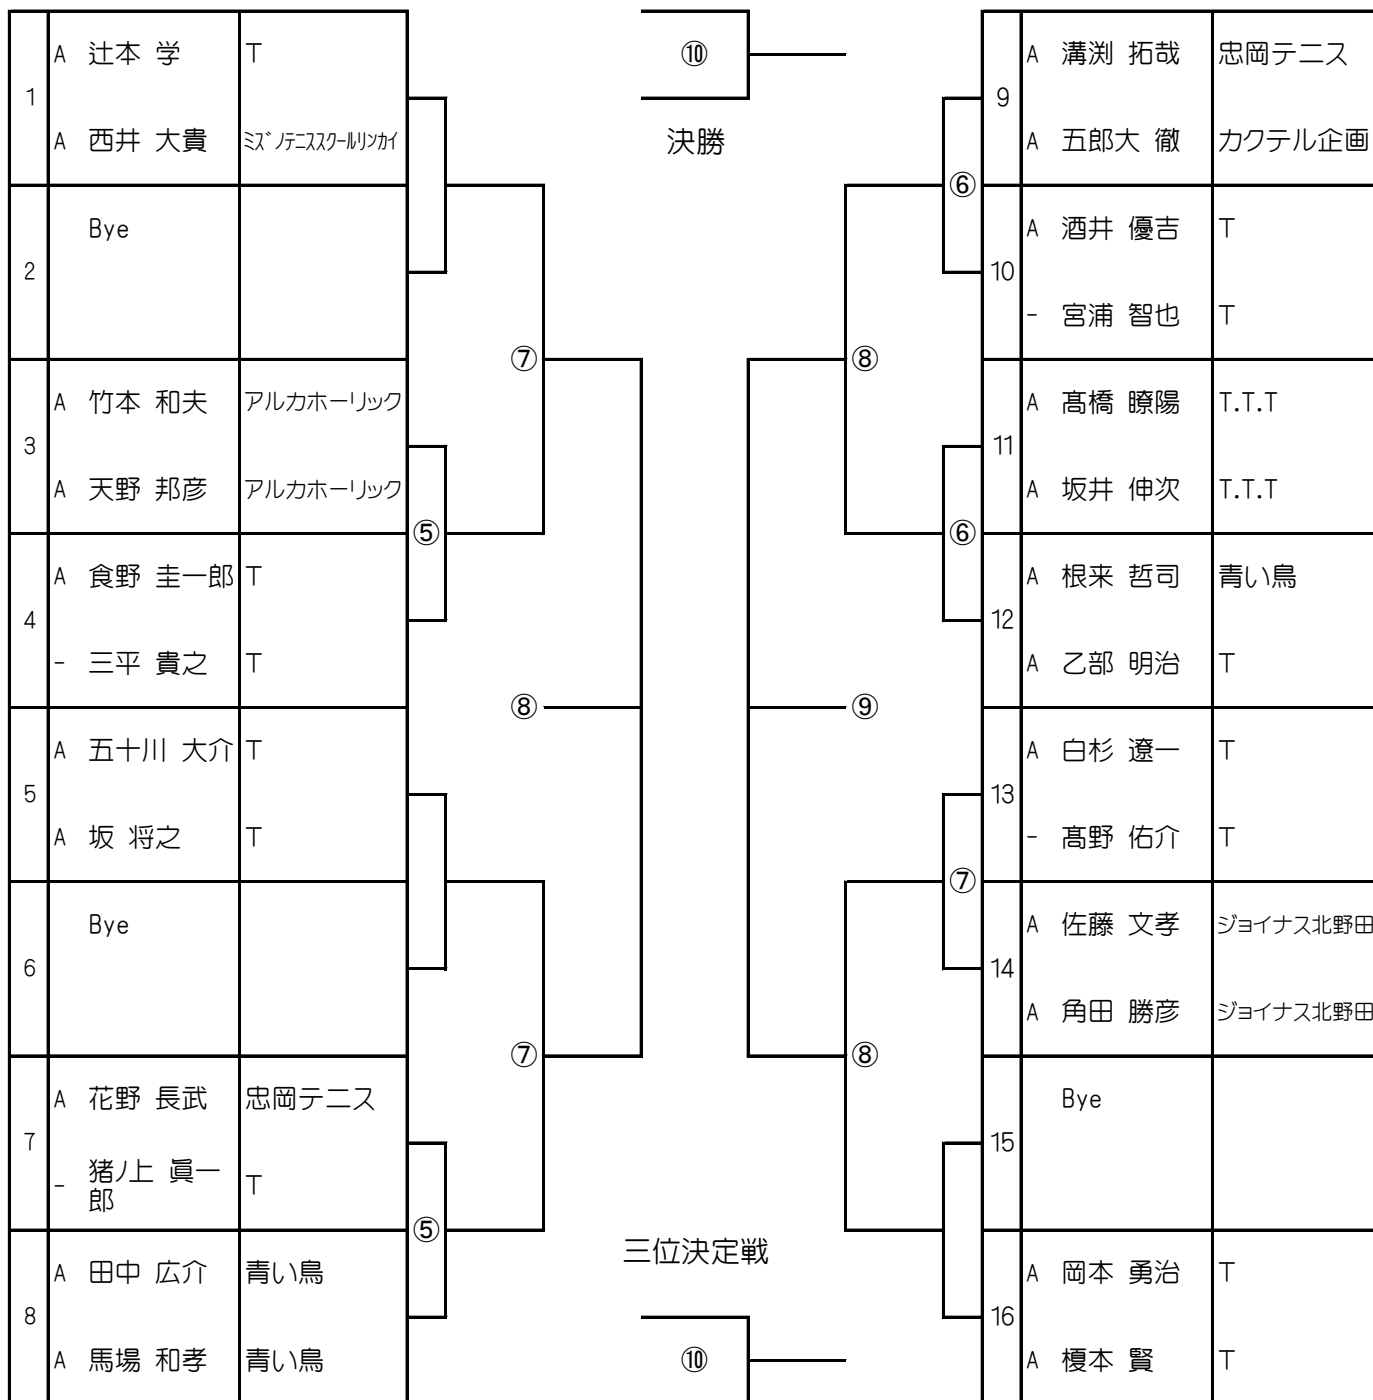 1
A 辻本 学 T
A 西井 大貴 ミズノテニススクールリンカイ
2
Bye
3
A 竹本 和夫 アルカホーリック
A 天野 邦彦 アルカホーリック
4
A 食野 圭一郎 T
- 三平 貴之 T
5
A 五十川 大介 T
A 坂 将之 T
6
Bye
7
A 花野 長武 忠岡テニス
- 猪ノ上 眞一
郎
T
8
A 田中 広介 青い鳥
A 馬場 和孝 青い鳥
⑤
⑤
⑦
⑦
⑧
⑩
決勝
三位決定戦
⑩
⑧
⑨
⑧
⑥
⑥
⑦
9
A 溝渕 拓哉 忠岡テニス
A 五郎大 徹 カクテル企画
10
A 酒井 優吉 T
- 宮浦 智也 T
11
A 髙橋 瞭陽 T.T.T
A 坂井 伸次 T.T.T
12
A 根来 哲司 青い鳥
A 乙部 明治 T
13
A 白杉 遼一 T
- 髙野 佑介 T
14
A 佐藤 文孝 ジョイナス北野田
A 角田 勝彦 ジョイナス北野田
15
Bye
16
A 岡本 勇治 T
A 榎本 賢 T